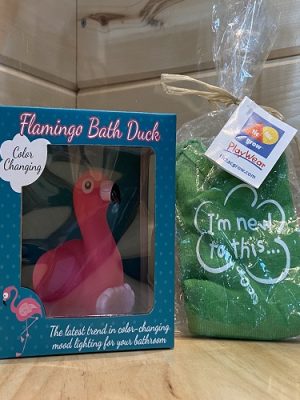 Flamingo Bath Duck
Color
Changing
The latest trend in color-changing
mood lighting for your bathroom
grow
PlayWear
I'm new
to this...